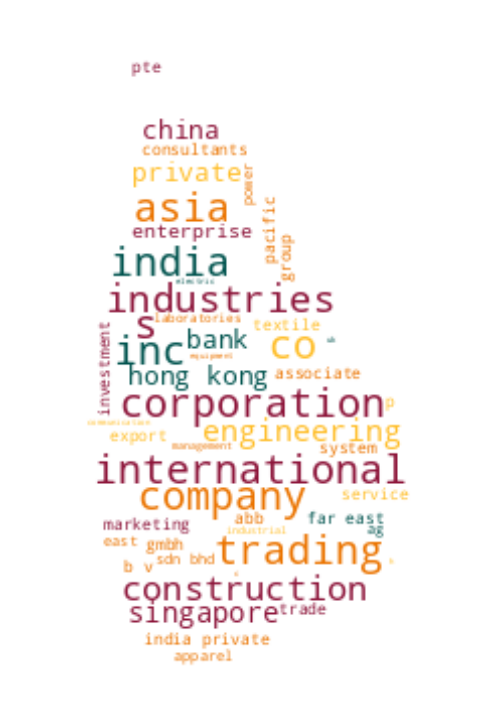 pte
china
consultants
private
power
asia
pacific
enterprise
group
india
electric
industries
s
laboratories
textile
investment
inc
bank
co
equipment
hong kong
associate
corporation
p
communication
export
engineering
management
system
international
company
service
marketing
abb
far east
industrial
ag
east
gmbh
trading
b v
sdn bhd
construction
singapore
trade
india private
apparel